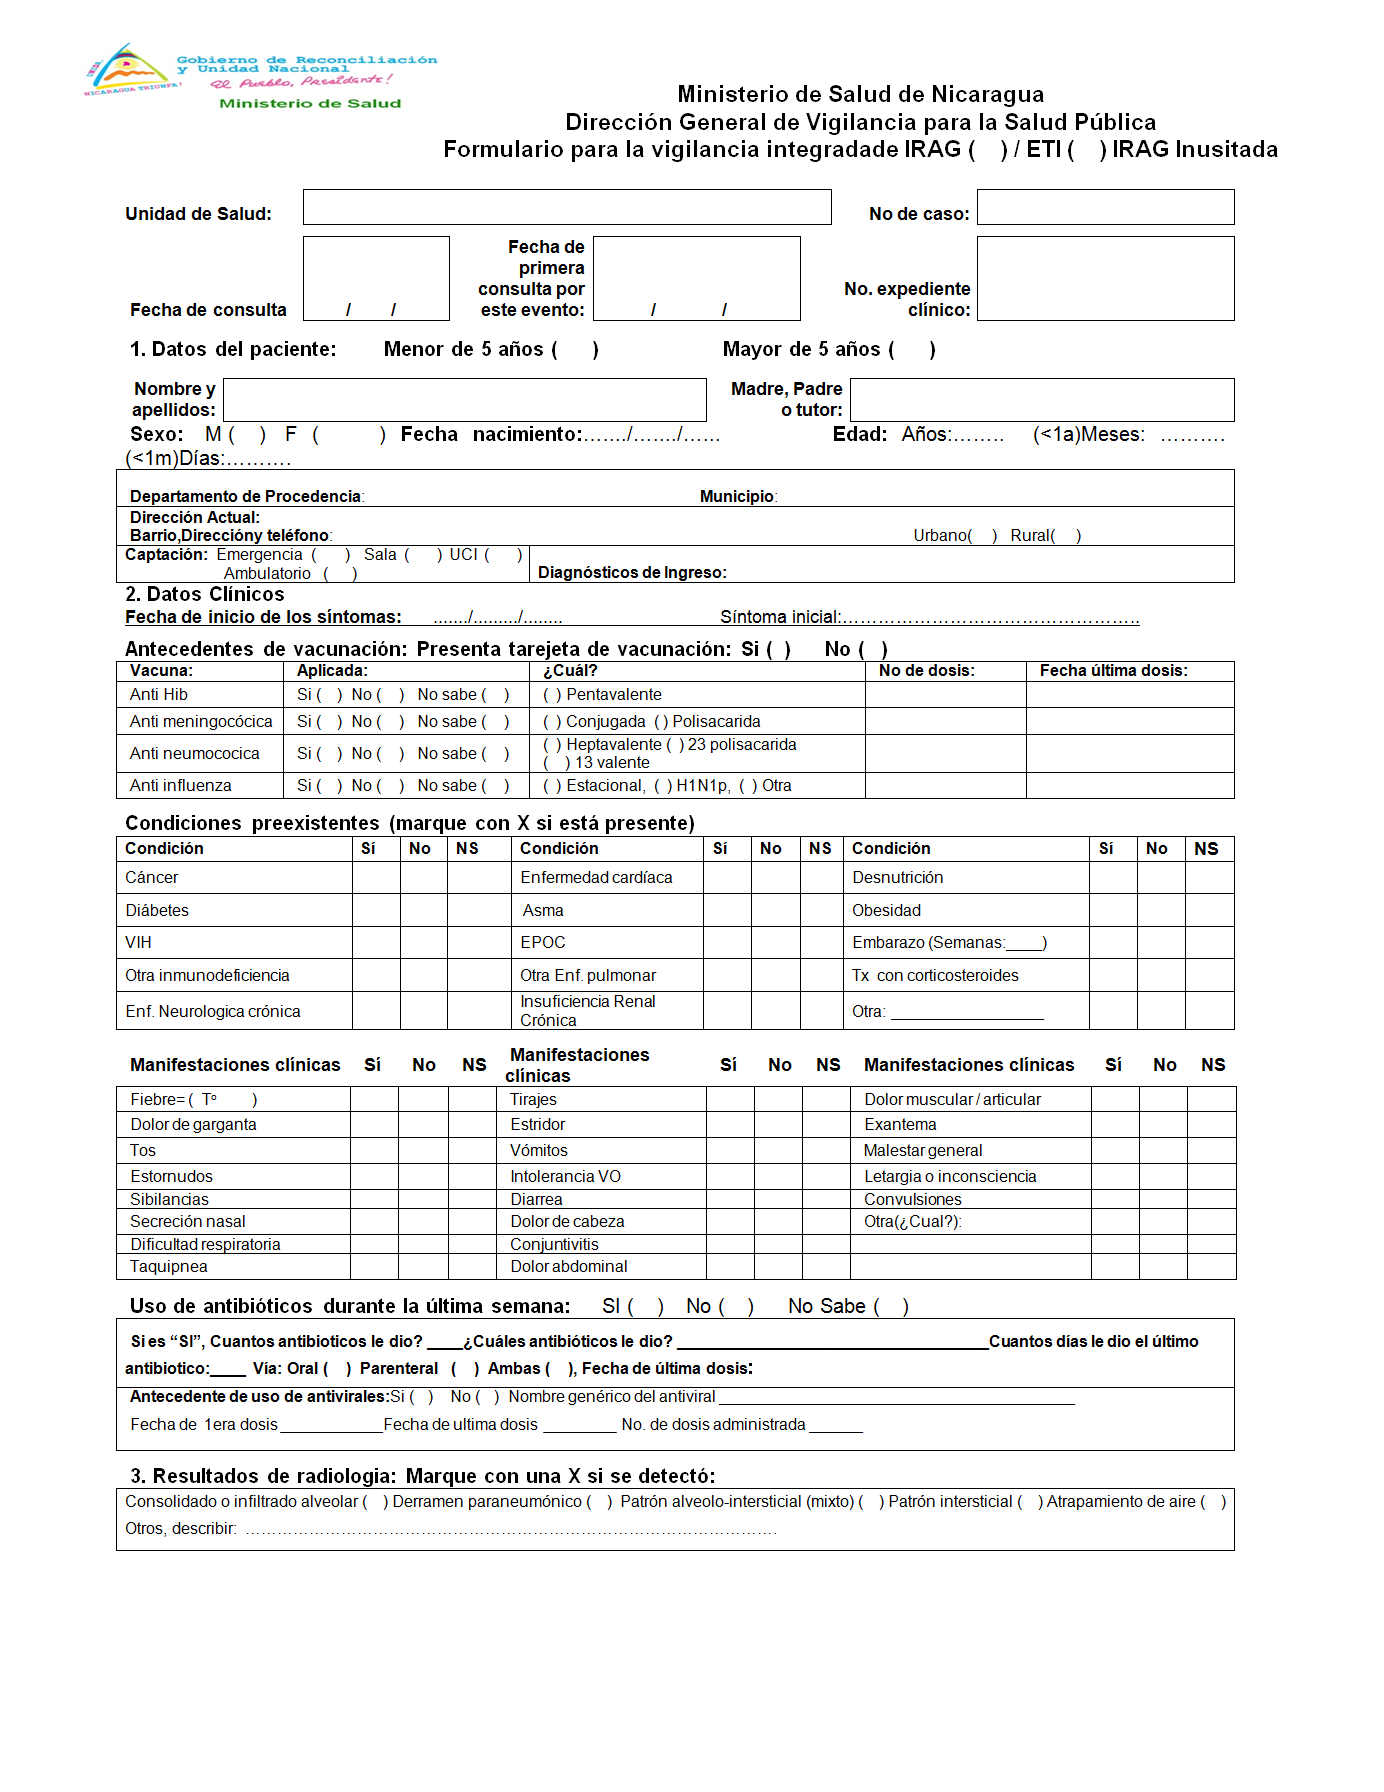 UNIDA,
NICARAGUA TRIUNFA!
Gobierno de Reconciliación
y Unidad Nacional
El Pueblo, Presidente!
Ministerio de Salud
Ministerio de Salud de Nicaragua
Dirección General de Vigilancia para la Salud Pública
Formulario para la vigilancia integradade IRAG (    ) / ETI (    ) IRAG Inusitada
Unidad de Salud: No de caso:
Fecha de consulta / / Fecha de primera consulta por este evento: / / No. expediente clínico:
1. Datos del paciente: Menor de 5 años (    ) Mayor de 5 años (    )
Nombre y apellidos: Madre, Padre o tutor:
Sexo: M (    ) F (    ) Fecha nacimiento:……./……./…... Edad: Años:…….. (<1a)Meses: ……….
(<1m)Días:……….
Departamento de Procedencia: Municipio:
Dirección Actual:
Barrio,Direccióny teléfono: Urbano(    ) Rural(    )
Captación: Emergencia (    ) Sala (    ) UCI (    )
Ambulatorio (    ) Diagnósticos de Ingreso:
2. Datos Clínicos
Fecha de inicio de los síntomas: ......./........./........ Síntoma inicial:…………………………………………..
Antecedentes de vacunación: Presenta tarejeta de vacunación: Si (  ) No (  )
Vacuna: Aplicada: ¿Cuál? No de dosis: Fecha última dosis:
Anti Hib Si (    ) No (    ) No sabe (    ) (  ) Pentavalente
Anti meningocócica Si (    ) No (    ) No sabe (    ) (  ) Conjugada ( ) Polisacarida
Anti neumococica Si (    ) No (    ) No sabe (    ) (  ) Heptavalente (  ) 23 polisacarida
(    ) 13 valente
Anti influenza Si (    ) No (    ) No sabe (    ) (  ) Estacional, (  ) H1N1p, (  ) Otra
Condiciones preexistentes (marque con X si está presente)
Condición Sí No NS Condición Sí No NS Condición Sí No NS
Cáncer Enfermedad cardíaca Desnutrición
Diábetes Asma Obesidad
VIH EPOC Embarazo (Semanas:____)
Otra inmunodeficiencia Otra Enf. pulmonar Tx con corticosteroides
Enf. Neurologica crónica Insuficiencia Renal Crónica Otra: _________________
Manifestaciones clínicas Sí No NS Manifestaciones clínicas Sí No NS Manifestaciones clínicas Sí No NS
Fiebre= ( Tº    ) Tirajes Dolor muscular / articular
Dolor de garganta Estridor Exantema
Tos Vómitos Malestar general
Estornudos Intolerancia VO Letargia o inconsciencia
Sibilancias Diarrea Convulsiones
Secreción nasal Dolor de cabeza Otra(¿Cual?):
Dificultad respiratoria Conjuntivitis
Taquipnea Dolor abdominal
Uso de antibióticos durante la última semana: SI (    ) No (    ) No Sabe (    )
Si es “SI”, Cuantos antibioticos le dio? ____¿Cuáles antibióticos le dio? ___________________________________Cuantos días le dio el último
antibiotico:____ Vía: Oral (    ) Parenteral (    ) Ambas (    ), Fecha de última dosis:
Antecedente de uso de antivirales:Si (    ) No (    ) Nombre genérico del antiviral ________________________________________
Fecha de 1era dosis ____________Fecha de ultima dosis ________ No. de dosis administrada ______
3. Resultados de radiologia: Marque con una X si se detectó:
Consolidado o infiltrado alveolar (    ) Derramen paraneumónico (    ) Patrón alveolo-intersticial (mixto) (    ) Patrón intersticial (    ) Atrapamiento de aire (    )
Otros, describir: ……………………………………………………………………………………….